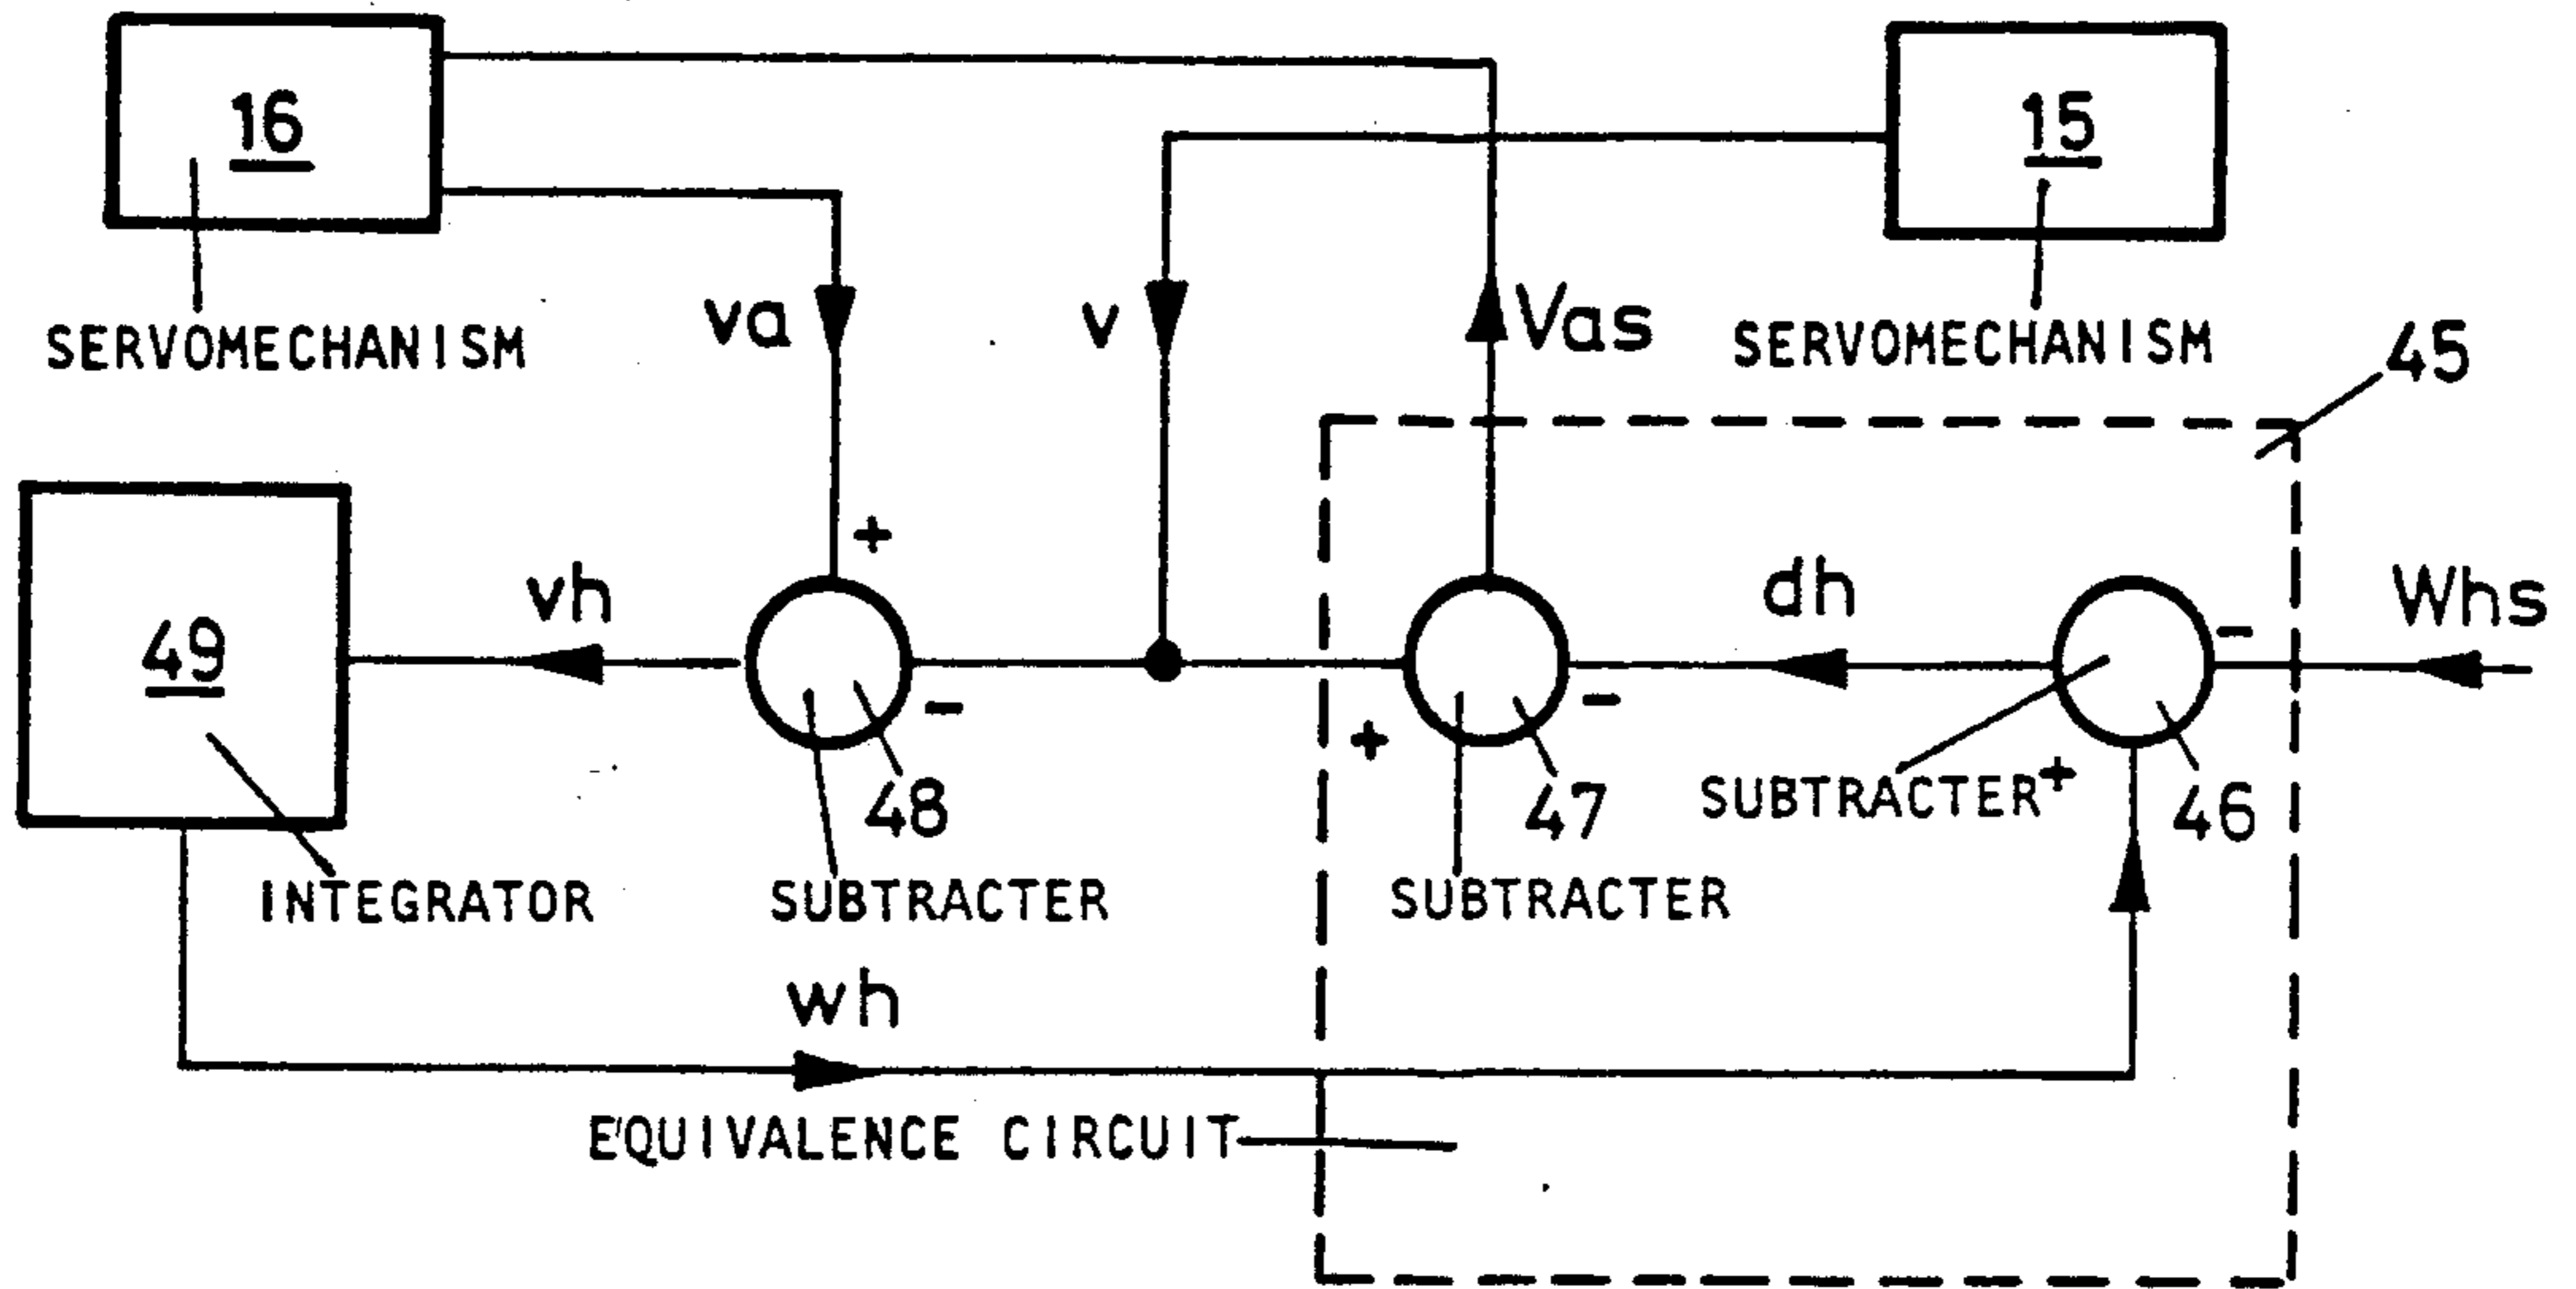 16
15
SERVOMECHANISM
va
v
Vas
SERVOMECHANISM
45
+
49
vh
-
+
-
dh
-
Whs
48
47
SUBTRACTER
+
46
INTEGRATOR
SUBTRACTER
SUBTRACTER
wh
EQUIVALENCE CIRCUIT